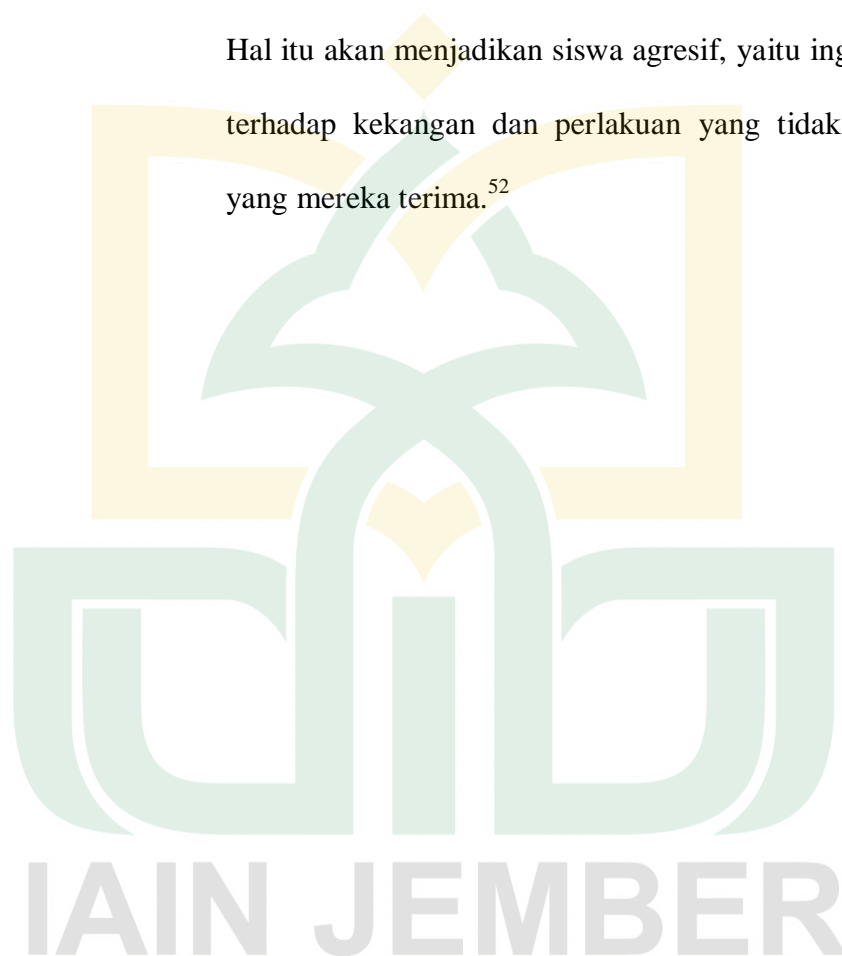 Hal itu akan menjadikan siswa agresif, yaitu
terhadap kekangan dan perlakuan yang tidak
yang mereka terima.52
IAIN JEMBER